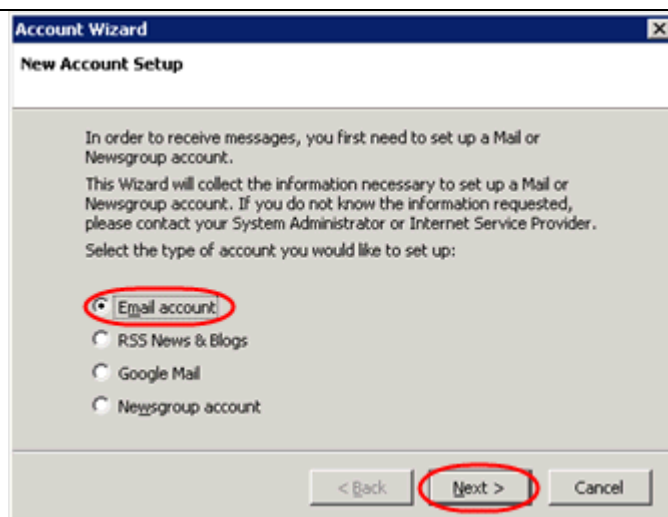 Account Wizard
New Account Setup
In order to receive messages, you first need to set up a Mail or
Newsgroup account.
This Wizard will collect the information necessary to set up a Mail or
Newsgroup account. If you do not know the information requested,
please contact your System Administrator or Internet Service Provider.
Select the type of account you would like to set up:
Email account
RSS News & Blogs
Google Mail
Newsgroup account
< Back Next > Cancel